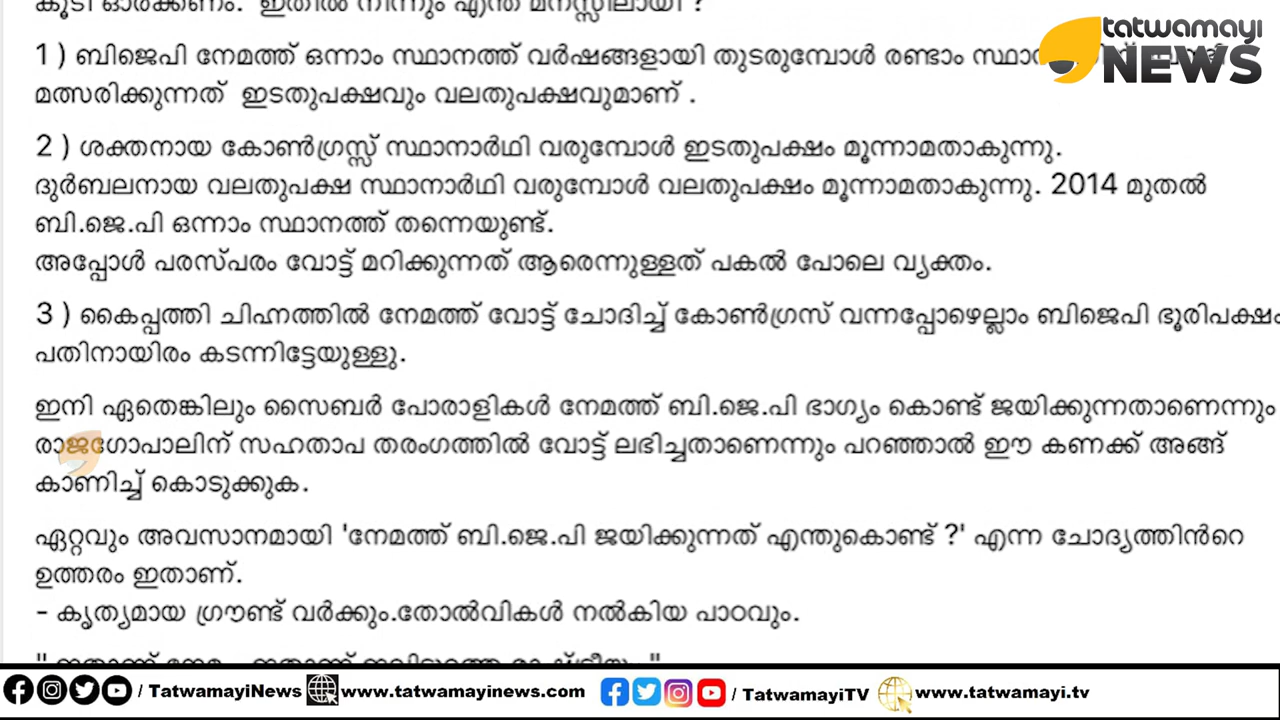 കൂടി ഓർക്കണം. ഇതിൽ നിന്നും എന്ത് മനസ്സിലായി ?
tatwamayi
NEWS
1 ) ബിജെപി നേമത്ത് ഒന്നാം സ്ഥാനത്ത് വർഷങ്ങളായി തുടരുമ്പോൾ രണ്ടാം
മത്സരിക്കുന്നത് ഇടതുപക്ഷവും വലതുപക്ഷവുമാണ് .
2 ) ശക്തനായ കോൺഗ്രസ്സ് സ്ഥാനാർഥി വരുമ്പോൾ ഇടതുപക്ഷം മൂന്നാമതാകുന്നു.
ദുർബലനായ വലതുപക്ഷ സ്ഥാനാർഥി വരുമ്പോൾ വലതുപക്ഷം മൂന്നാമതാകുന്നു. 2014 മുതൽ
ബി.ജെ.പി ഒന്നാം സ്ഥാനത്ത് തന്നെയുണ്ട്.
അപ്പോൾ പരസ്പരം വോട്ട് മറിക്കുന്നത് ആരെന്നുള്ളത് പകൽ പോലെ വ്യക്തം.
3 ) കൈപ്പത്തി ചിഹ്നത്തിൽ നേമത്ത് വോട്ട് ചോദിച്ച് കോൺഗ്രസ് വന്നപ്പോഴെല്ലാം ബിജെപി ഭൂരിപക്ഷം
പതിനായിരം കടന്നിട്ടേയുള്ളു.
ഇനി ഏതെങ്കിലും സൈബർ പോരാളികൾ നേമത്ത് ബി.ജെ.പി ഭാഗ്യം കൊണ്ട് ജയിക്കുന്നതാണെന്നും
രാജഗോപാലിന് സഹതാപ തരംഗത്തിൽ വോട്ട് ലഭിച്ചതാണെന്നും പറഞ്ഞാൽ ഈ കണക്ക് അങ്ങ്
കാണിച്ച് കൊടുക്കുക.
ഏറ്റവും അവസാനമായി 'നേമത്ത് ബി.ജെ.പി ജയിക്കുന്നത് എന്തുകൊണ്ട് ?' എന്ന ചോദ്യത്തിൻറെ
ഉത്തരം ഇതാണ്.
- കൃത്യമായ ഗ്രൗണ്ട് വർക്കും.തോൽവികൾ നൽകിയ പാഠവും.
/ TatwamayiNews www.tatwamayinews.com / TatwamayiTV www.tatwamayi.tv